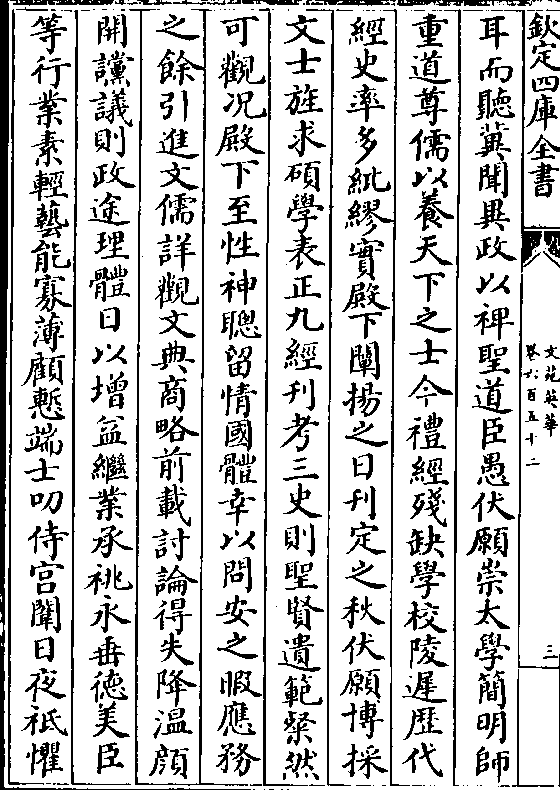 欽定四庫全書
文苑英華
卷六百五十二
三
耳而聽冀聞異政以裨聖道臣愚伏願崇太學簡明師
重道尊儒以養天下之士今禮經殘缺學校陵遲歷代
經史率多紕繆實殿下闡揚之日刊定之秋伏願博採
文士旌求碩學表正九經刊考三史則聖賢遺範粲然
可觀况殿下至性神聰留情國體幸以問安之暇應務
之餘引進文儒詳觀文典商略前載討論得失降溫顔
開讜議則政途理體日以增益繼業承祧永垂徳美臣
等行業素輕藝能寡薄顧慙端士叨侍宫闈日夜祗懼